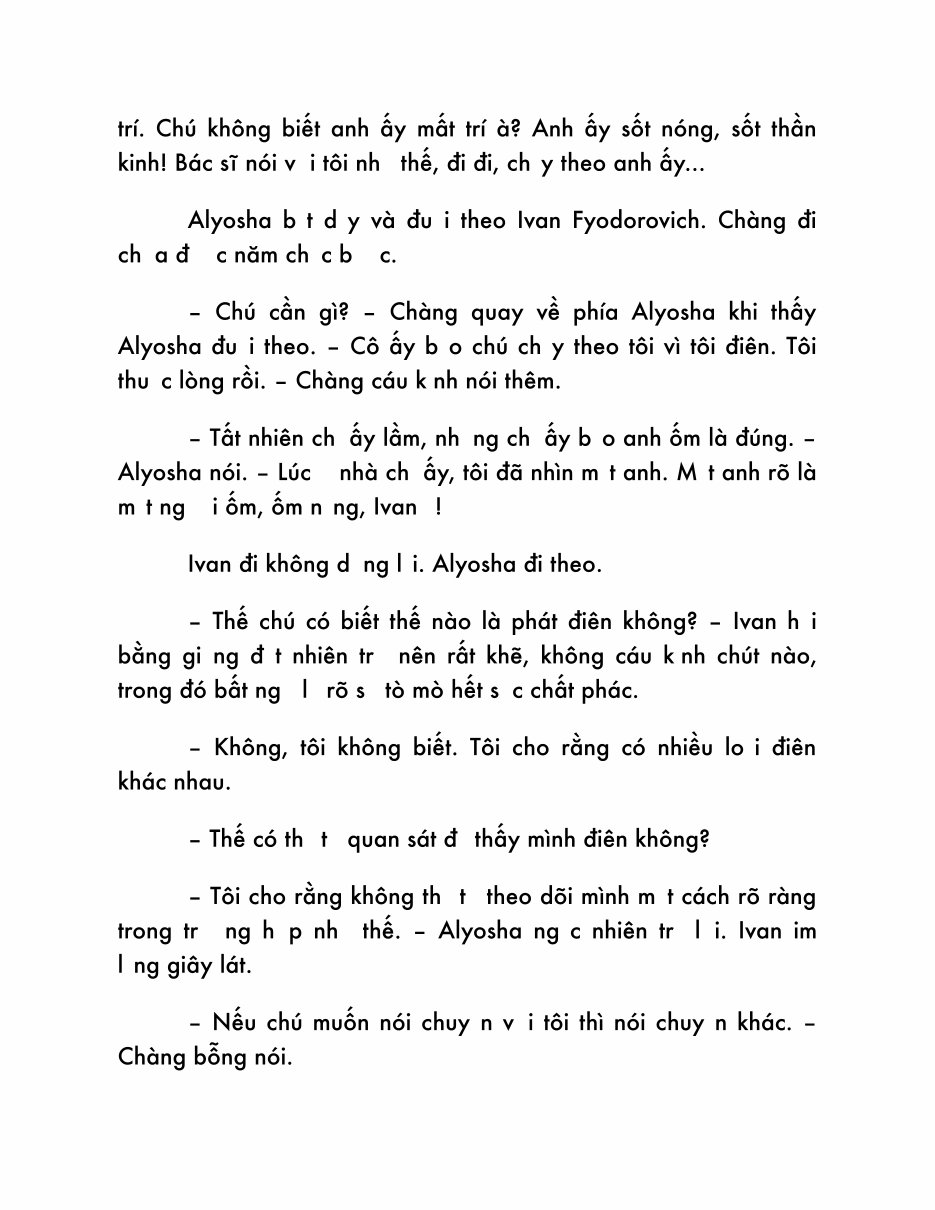 trí. Chú không biết anh ấy mất trí à? Anh ấy sốt nóng, sốt thần
kinh! Bác sĩ nói v i tôi nh thế, đi đi, ch y theo anh ấy...
Alyosha b t d y và đu i theo Ivan Fyodorovich. Chàng đi
ch a đ c năm ch c b c.
– Chú cần gì? – Chàng quay về phía Alyosha khi thấy
Alyosha đu i theo. – Cô ấy b o chú ch y theo tôi vì tôi điên. Tôi
thu c lòng rồi. – Chàng cáu k nh nói thêm.
– Tất nhiên ch ấy lầm, nh ng ch ấy b o anh ốm là đúng. –
Alyosha nói. – Lúc nhà ch ấy, tôi đã nhìn m t anh. M t anh rõ là
m t ng i ốm, ốm n ng, Ivan !
Ivan đi không d ng l i. Alyosha đi theo.
– Thế chú có biết thế nào là phát điên không? – Ivan h i
bằng gi ng đ t nhiên tr nên rất khẽ, không cáu k nh chút nào,
trong đó bất ng l rõ s tò mò hết s c chất phác.
– Không, tôi không biết. Tôi cho rằng có nhiều lo i điên
khác nhau.
– Thế có th t quan sát đ thấy mình điên không?
– Tôi cho rằng không th t theo dõi mình m t cách rõ ràng
trong tr ng h p nh thế. – Alyosha ng c nhiên tr l i. Ivan im
l ng giây lát.
– Nếu chú muốn nói chuy n v i tôi thì nói chuy n khác. –
Chàng bỗng nói.